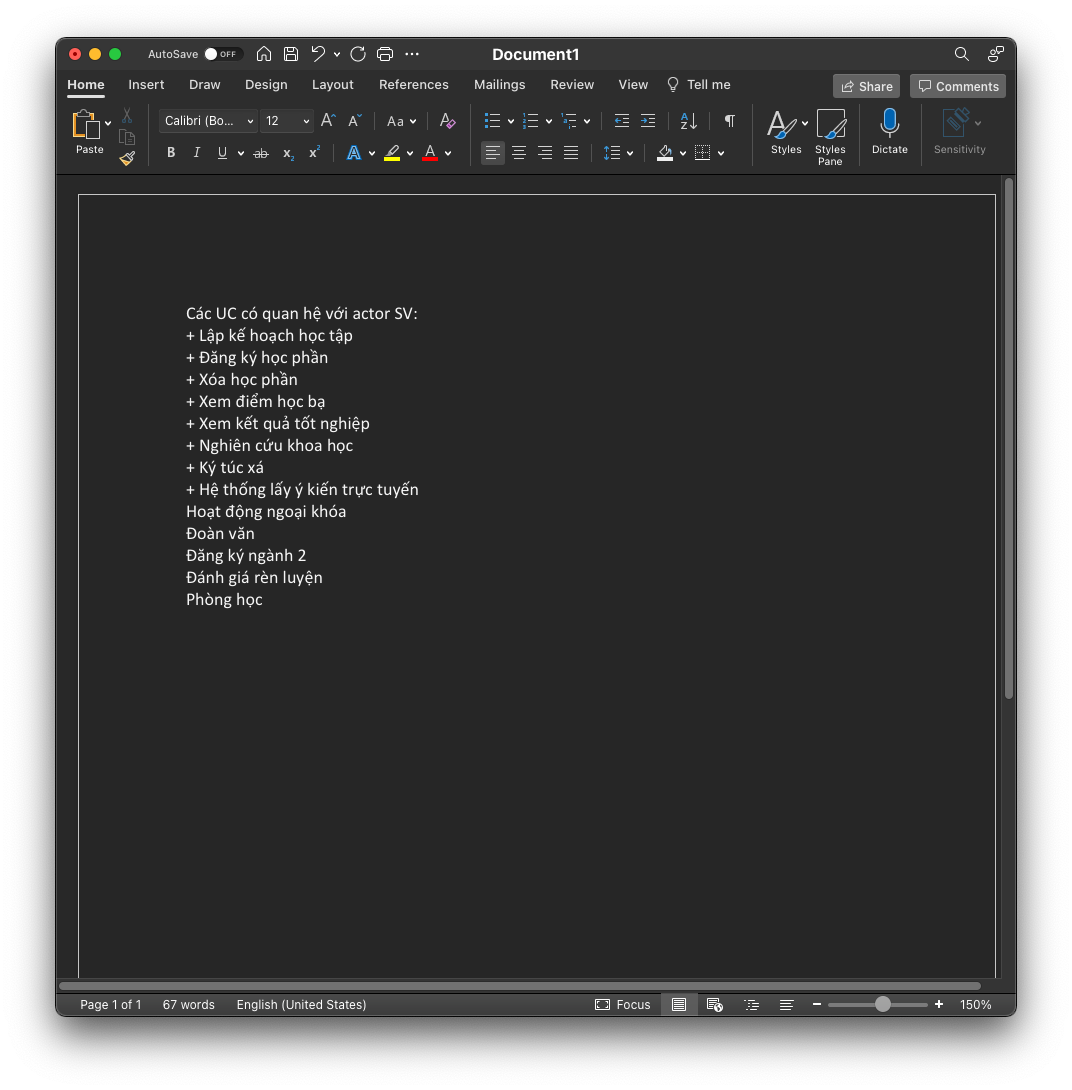 AutoSave OFF Document1
Home Insert Draw Design Layout References Mailings Review View Tell me Share Comments
Paste Calibri (Bo... 12 Aa Styles Styles Pane Dictate Sensitivity
Các UC có quan hệ với actor SV:
+ Lập kế hoạch học tập
+ Đăng ký học phần
+ Xóa học phần
+ Xem điểm học bạ
+ Xem kết quả tốt nghiệp
+ Nghiên cứu khoa học
+ Ký túc xá
+ Hệ thống lấy ý kiến trực tuyến
Hoạt động ngoại khóa
Đoàn văn
Đăng ký ngành 2
Đánh giá rèn luyện
Phòng học
Page 1 of 1 67 words English (United States) Focus 150%